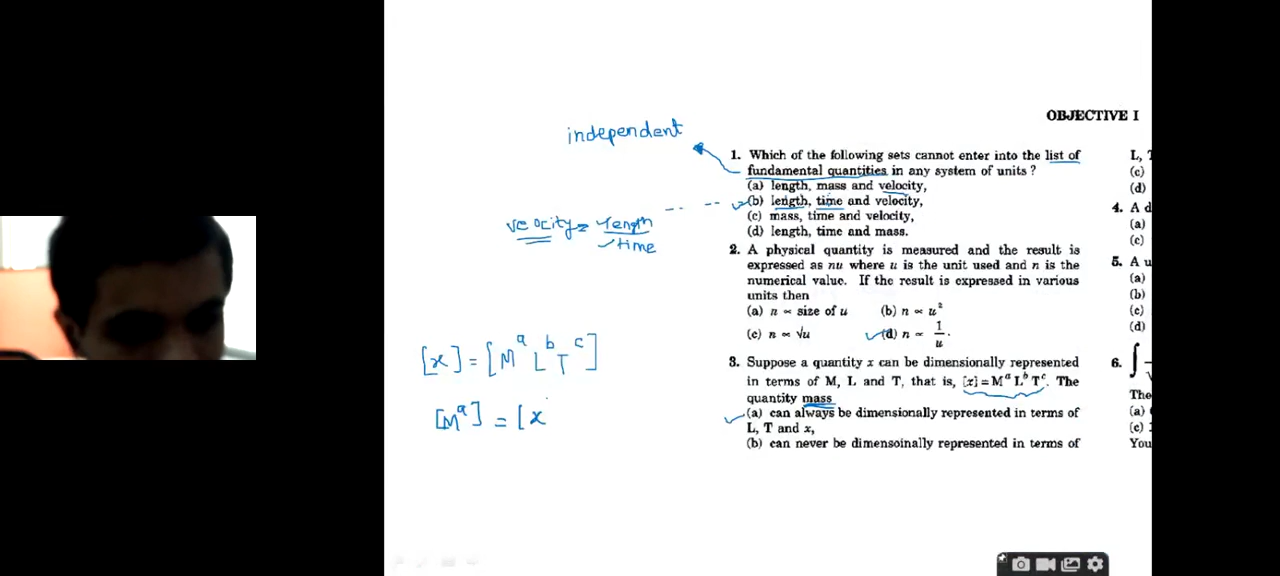 independent
velocity = length
time
[x] = [M^a L^b T^c]
[M^a] = [x
OBJECTIVE I
1. Which of the following sets cannot enter into the list of
fundamental quantities in any system of units ?
(a) length, mass and velocity,
(b) length, time and velocity,
(c) mass, time and velocity,
(d) length, time and mass.
2. A physical quantity is measured and the result is
expressed as nu where u is the unit used and n is the
numerical value. If the result is expressed in various
units then
(a) n ∝ size of u (b) n ∝ u²
(c) n ∝ √u (d) n ∝ 1/u.
3. Suppose a quantity x can be dimensionally represented
in terms of M, L and T, that is, [x] = M^a L^b T^c. The
quantity mass
(a) can always be dimensionally represented in terms of
L, T and x,
(b) can never be dimensoinally represented in terms of
L,
(c)
(d)
4. A d
(a)
(c)
5. A u
(a)
(b)
(c)
(d)
6. ∫
The
(a)
(c)
You